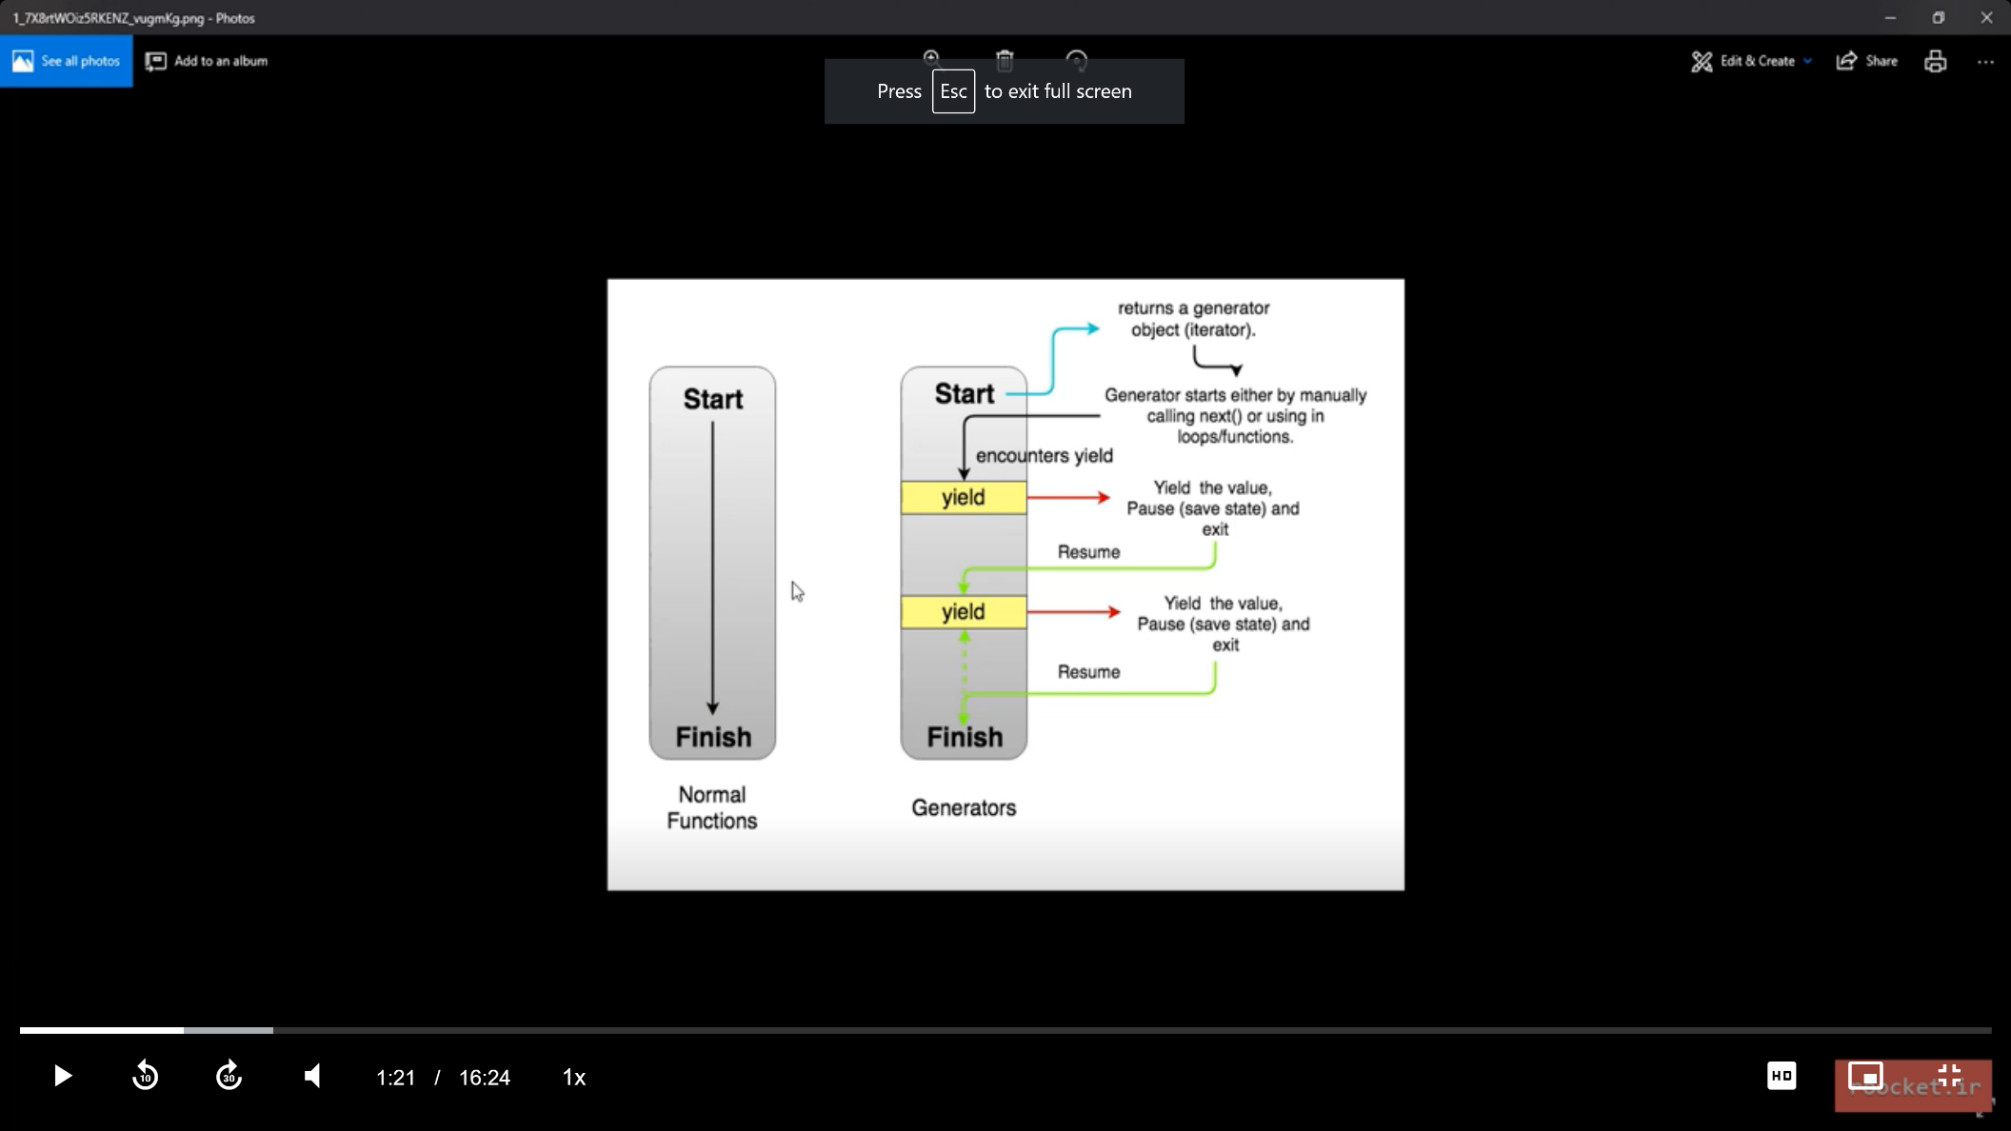 1_7X8rtWOiz5RKENZ_vugmKg.png - Photos
See all photos
Add to an album
Edit & Create
Share
Press Esc to exit full screen
returns a generator
object (iterator).
Start
Start
Generator starts either by manually
calling next() or using in
loops/functions.
encounters yield
yield
Yield the value,
Pause (save state) and
exit
Resume
yield
Yield the value,
Pause (save state) and
exit
Resume
Finish
Finish
Normal
Functions
Generators
10
30
1:21 / 16:24
1x
HD